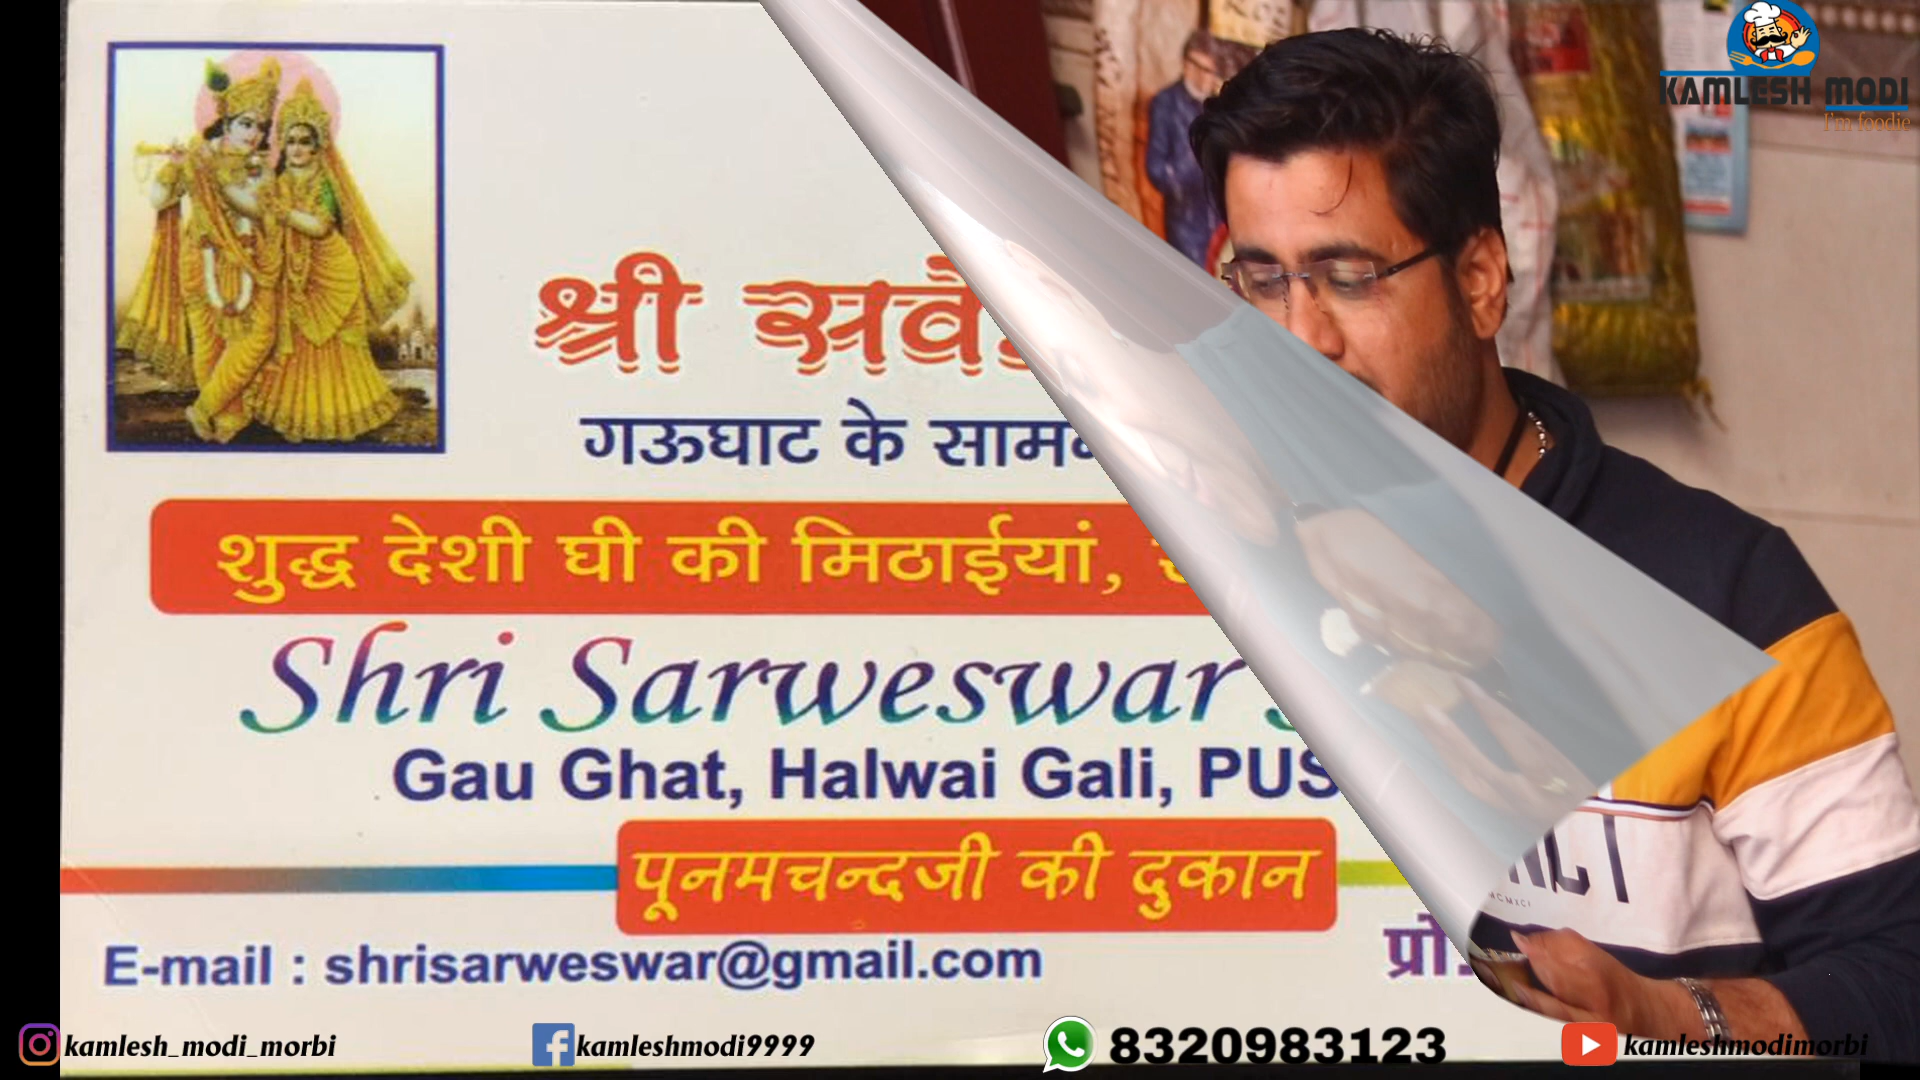 KAMLESH MODI
I'm foodie
श्री
गऊघाट के
शुद्ध देशी घी की मिठाईयां,
Shri Sarweswar
Gau Ghat, Halwai Gali, PUS
पूनमचन्दजी की दुकान
E-mail : shrisarweswar@gmail.com
प्रो.
kamlesh_modi_morbi
kamleshmodi9999
8320983123
kamleshmodimorbi